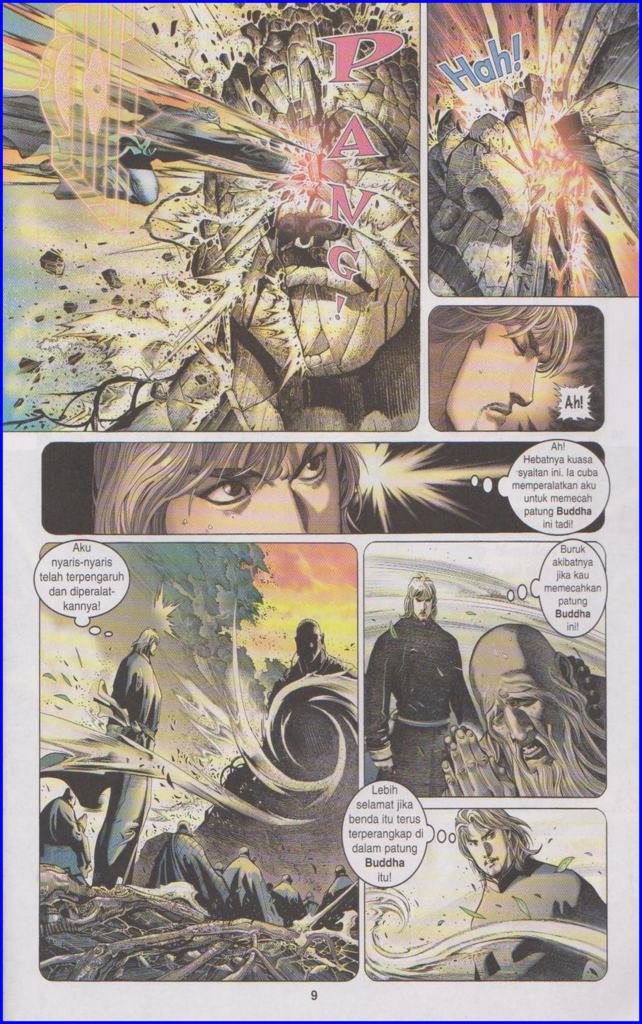 PANG!
Hah!
Ah!
Ah!
Hebatnya kuasa
syaitan ini. Ia cuba
memperalatkan aku
untuk memecah
patung Buddha
ini tadi!
Aku
nyaris-nyaris
telah terpengaruh
dan diperalat-
kannya!
Buruk
akibatnya
jika kau
memecahkan
patung
Buddha
ini!
Lebih
selamat jika
benda itu terus
terperangkap di
dalam patung
Buddha
itu!
9